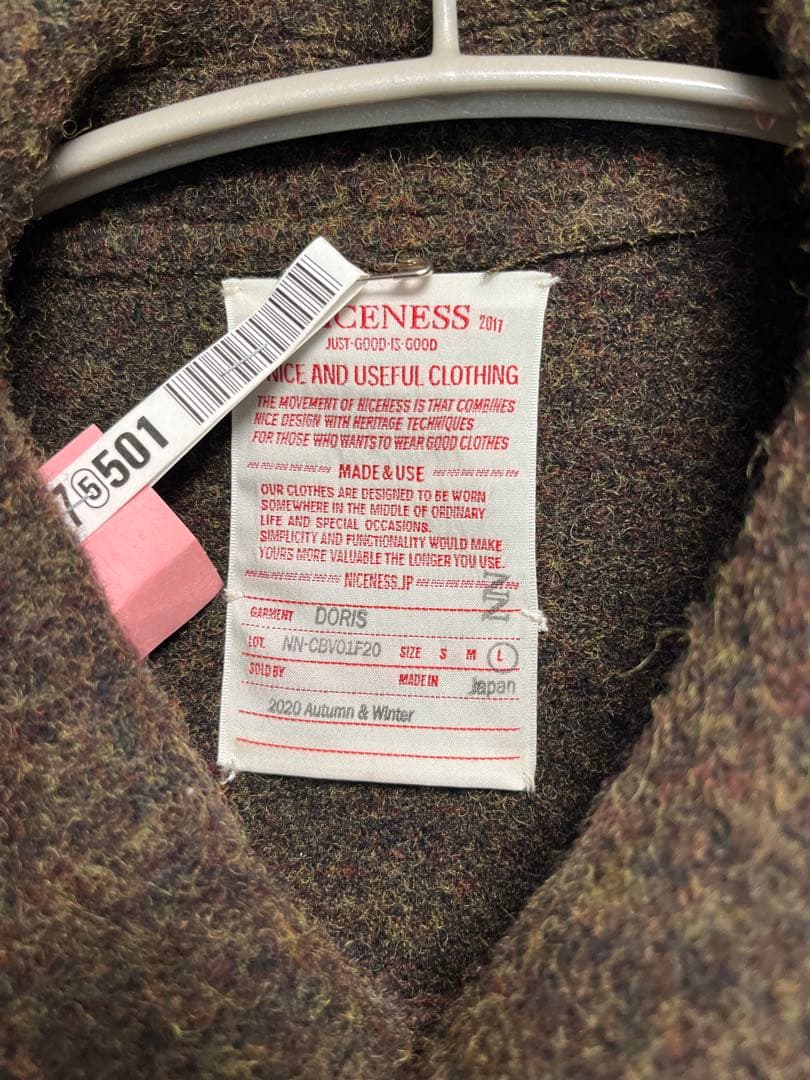 ICENESS 2017
JUST·GOOD·IS·GOOD
NICE AND USEFUL CLOTHING
THE MOVEMENT OF NICENESS IS THAT COMBINES
NICE DESIGN WITH HERITAGE TECHNIQUES
FOR THOSE WHO WANTS TO WEAR GOOD CLOTHES
MADE & USE
OUR CLOTHES ARE DESIGNED TO BE WORN
SOMEWHERE IN THE MIDDLE OF ORDINARY
LIFE AND SPECIAL OCCASIONS.
SIMPLICITY AND FUNCTIONALITY WOULD MAKE
YOURS MORE VALUABLE THE LONGER YOU USE.
NICENESS.JP
NN
GARMENT DORIS
LOT. NN-CBV01F20 SIZE S M L
SOLD BY MADE IN Japan
2020 Autumn & Winter
7⑤501